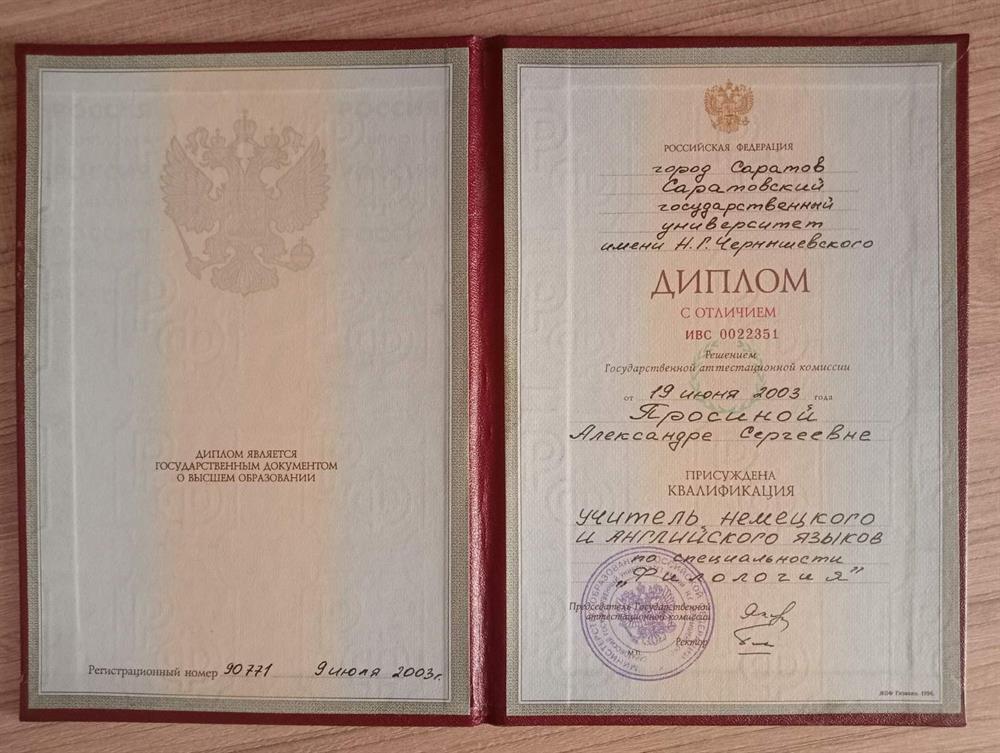 ДИПЛОМ ЯВЛЯЕТСЯ
ГОСУДАРСТВЕННЫМ ДОКУМЕНТОМ
О ВЫСШЕМ ОБРАЗОВАНИИ
Регистрационный номер 90771 9 июля 2003г.
РОССИЙСКАЯ ФЕДЕРАЦИЯ
город Саратов
Саратовский
государственный
университет
имени Н.Г.Чернышевского
ДИПЛОМ
С ОТЛИЧИЕМ
ИВС 0022351
Решением
Государственной аттестационной комиссии
от 19 июня 2003 года
Просиной
Александре Сергеевне
ПРИСУЖДЕНА
КВАЛИФИКАЦИЯ
УЧИТЕЛЬ НЕМЕЦКОГО
И АНГЛИЙСКОГО ЯЗЫКОВ
по специальности
"Филология"
Председатель Государственной
аттестационной комиссии
Ректор
М.П.